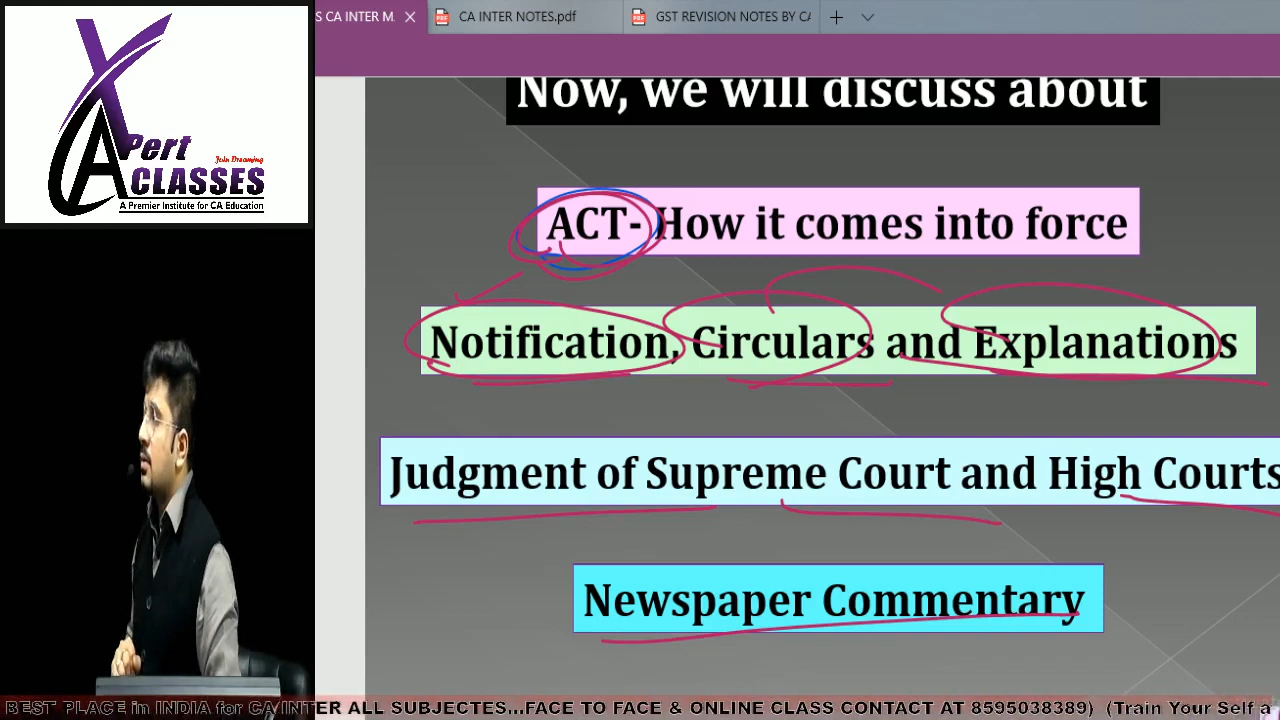 S CA INTER M.
CA INTER NOTES.pdf
GST REVISION NOTES BY CA
XPert
Join Dreaming
CA CLASSES
A Premier Institute for CA Education
Now, we will discuss about
ACT- How it comes into force
Notification, Circulars and Explanations
Judgment of Supreme Court and High Courts
Newspaper Commentary
BEST PLACE in INDIA for CA INTER ALL SUBJECTES...FACE TO FACE & ONLINE CLASS CONTACT AT 8595038389) (Train Your Self a